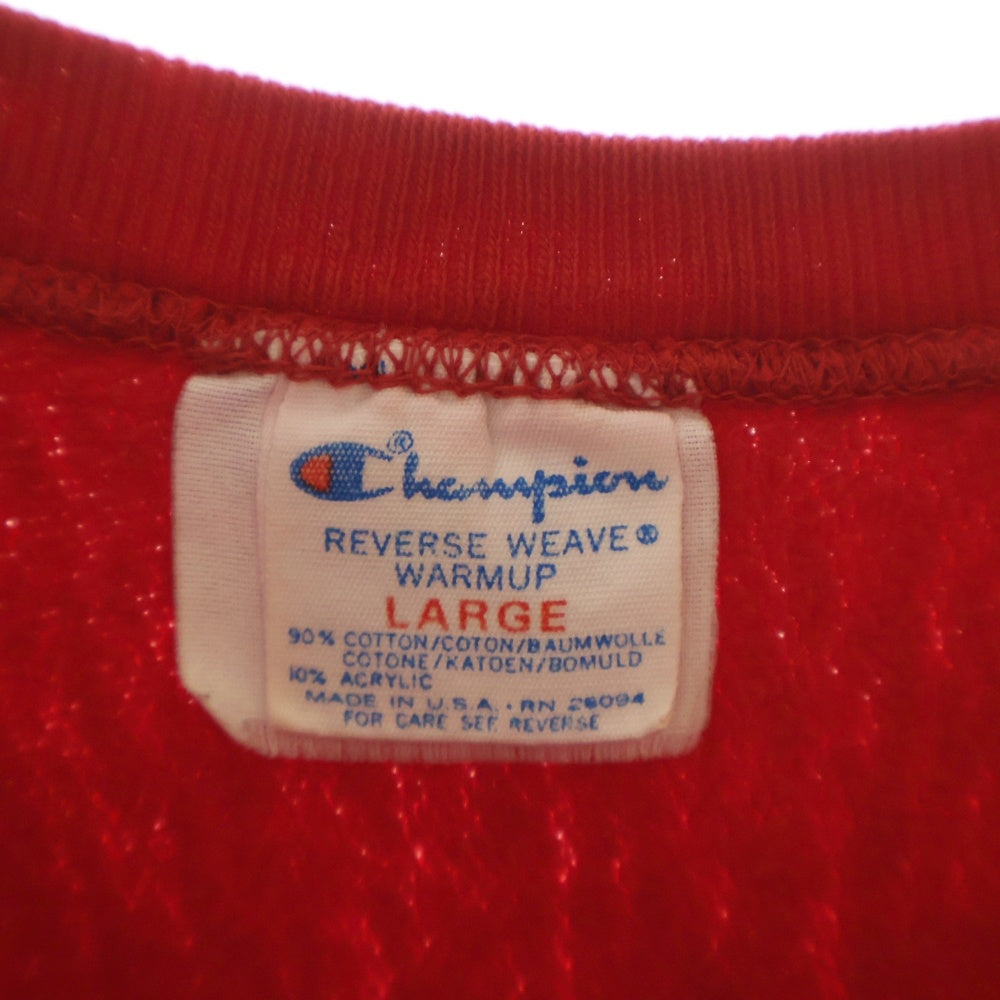 Champion®
REVERSE WEAVE®
WARMUP
LARGE
90% COTTON/COTON/BAUMWOLLE
COTONE/KATOEN/BOMULD
10% ACRYLIC
MADE IN U.S.A. · RN 26094
FOR CARE SEE REVERSE